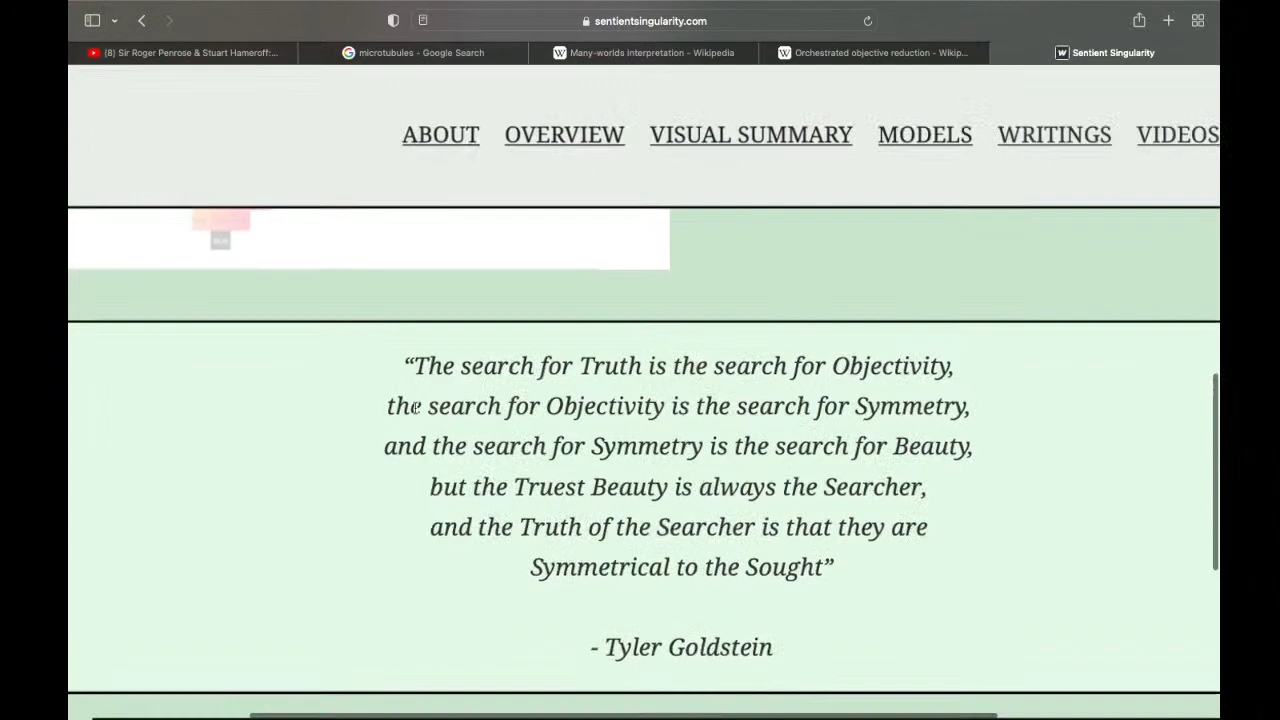 sentientsingularity.com
(8) Sir Roger Penrose & Stuart Hameroff:...
microtubules - Google Search
Many-worlds interpretation - Wikipedia
Orchestrated objective reduction - Wikip...
Sentient Singularity
ABOUT OVERVIEW VISUAL SUMMARY MODELS WRITINGS VIDEOS
“The search for Truth is the search for Objectivity,
the search for Objectivity is the search for Symmetry,
and the search for Symmetry is the search for Beauty,
but the Truest Beauty is always the Searcher,
and the Truth of the Searcher is that they are
Symmetrical to the Sought”
- Tyler Goldstein